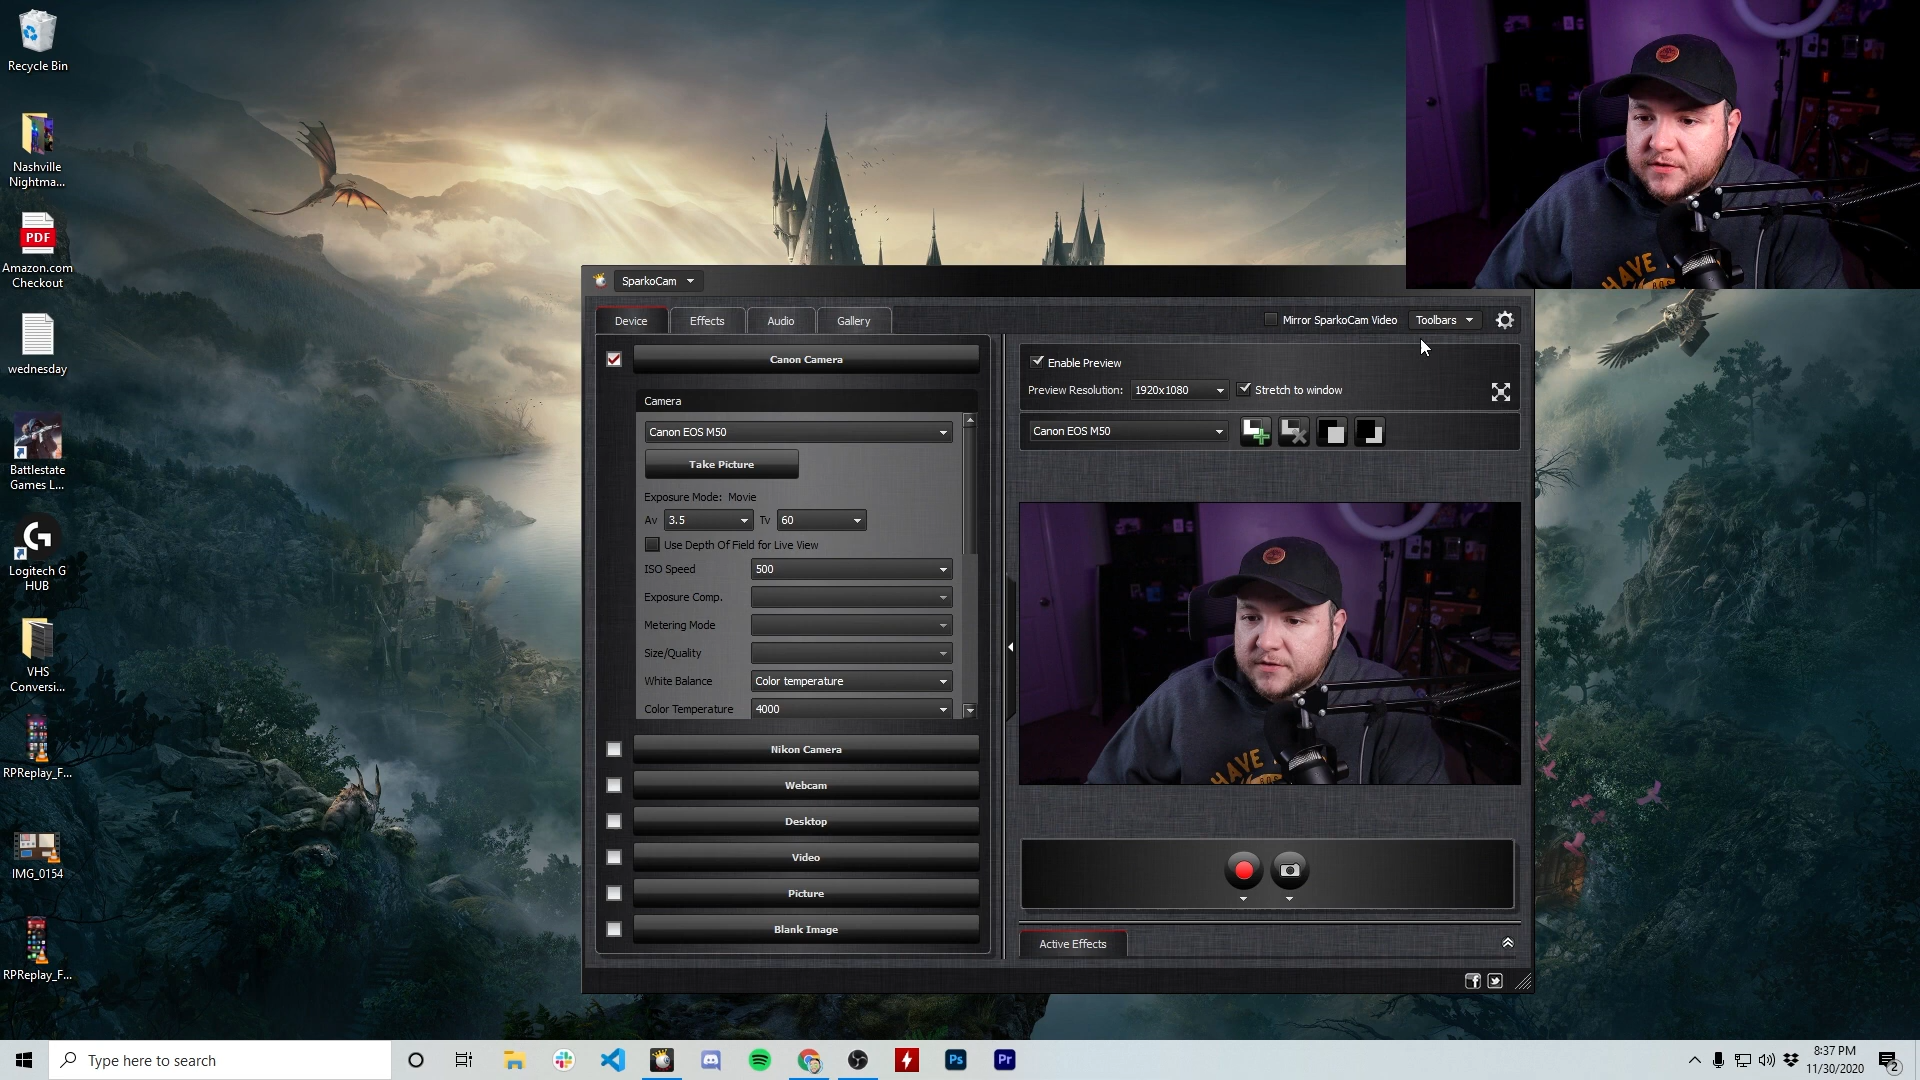 Recycle Bin
Nashville
Nightma...
PDF
Amazon.com
Checkout
wednesday
Battlestate
Games L...
Logitech G
HUB
VHS
Conversi...
RPReplay_F...
IMG_0154
RPReplay_F...
HAVE
SparkoCam
Device
Effects
Audio
Gallery
Mirror SparkoCam Video
Toolbars
Canon Camera
Camera
Canon EOS M50
Take Picture
Exposure Mode: Movie
Av 3.5 Tv 60
Use Depth Of Field for Live View
ISO Speed 500
Exposure Comp.
Metering Mode
Size/Quality
White Balance Color temperature
Color Temperature 4000
Nikon Camera
Webcam
Desktop
Video
Picture
Blank Image
Enable Preview
Preview Resolution: 1920x1080 Stretch to window
Canon EOS M50
HAVE
Active Effects
Type here to search
Ps
Pr
8:37 PM
11/30/2020
2